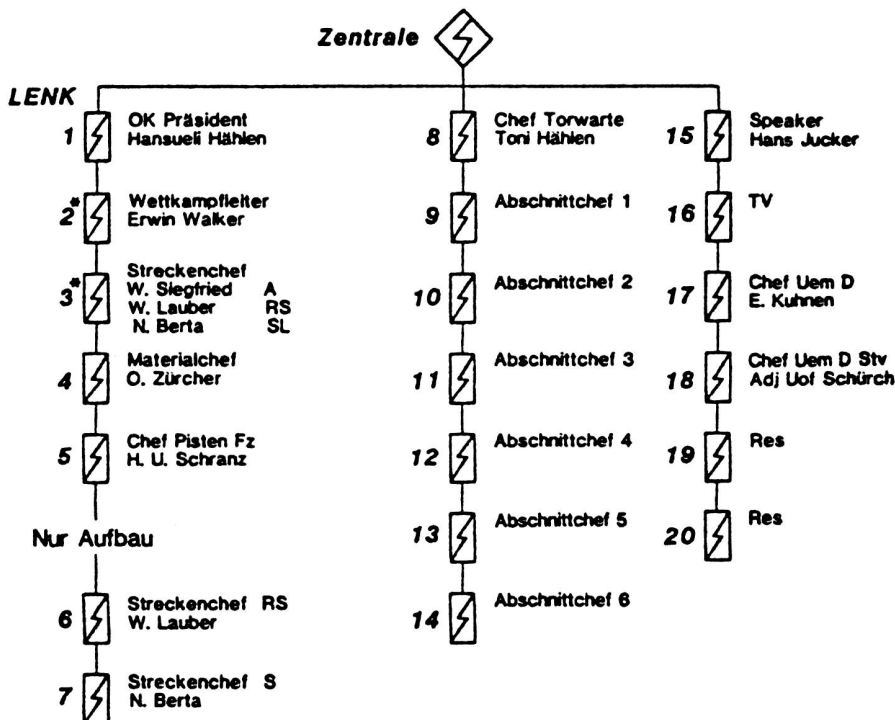 Zentrale
LENK
1 OK Präsident
Hansueli Hählen
2* Wettkampfleiter
Erwin Walker
3* Streckenchef
W. Siegfried A
W. Lauber RS
N. Berta SL
4 Materialchef
O. Zürcher
5 Chef Pisten Fz
H. U. Schranz
Nur Aufbau
6 Streckenchef RS
W. Lauber
7 Streckenchef S
N. Berta
8 Chef Torwarte
Toni Hählen
9 Abschnittchef 1
10 Abschnittchef 2
11 Abschnittchef 3
12 Abschnittchef 4
13 Abschnittchef 5
14 Abschnittchef 6
15 Speaker
Hans Jucker
16 TV
17 Chef Uem D
E. Kuhnen
18 Chef Uem D Stv
Adj Uof Schürch
19 Res
20 Res